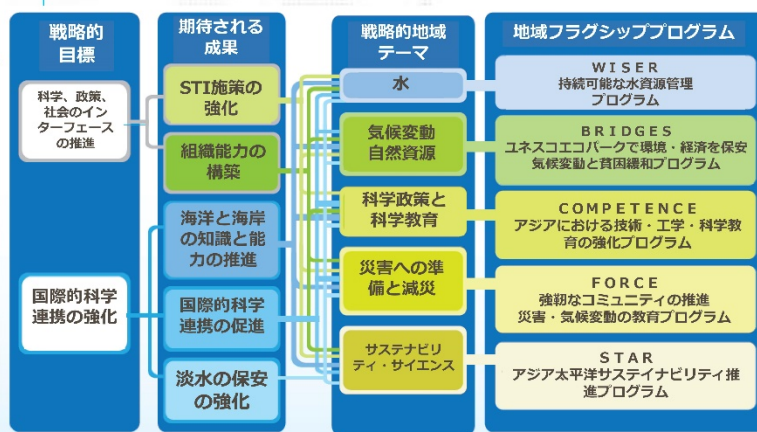 戦略的
目標
科学、政策、
社会のイン
ターフェース
の推進
国際的科学
連携の強化
期待される
成果
STI施策の
強化
組織能力の
構築
海洋と海岸
の知識と能
力の推進
国際的科学
連携の促進
淡水の保安
の強化
戦略的地域
テーマ
水
気候変動
自然資源
科学政策と
科学教育
災害への準
備と減災
サステナビリ
ティ・サイエンス
地域フラグシッププログラム
WISER
持続可能な水資源管理
プログラム
BRIDGES
ユネスコエコパークで環境・経済を保安
気候変動と貧困緩和プログラム
COMPETENCE
アジアにおける技術・工学・科学教
育の強化プログラム
FORCE
強靭なコミュニティの推進
災害・気候変動の教育プログラム
STAR
アジア太平洋サステイナビリティ推
進プログラム